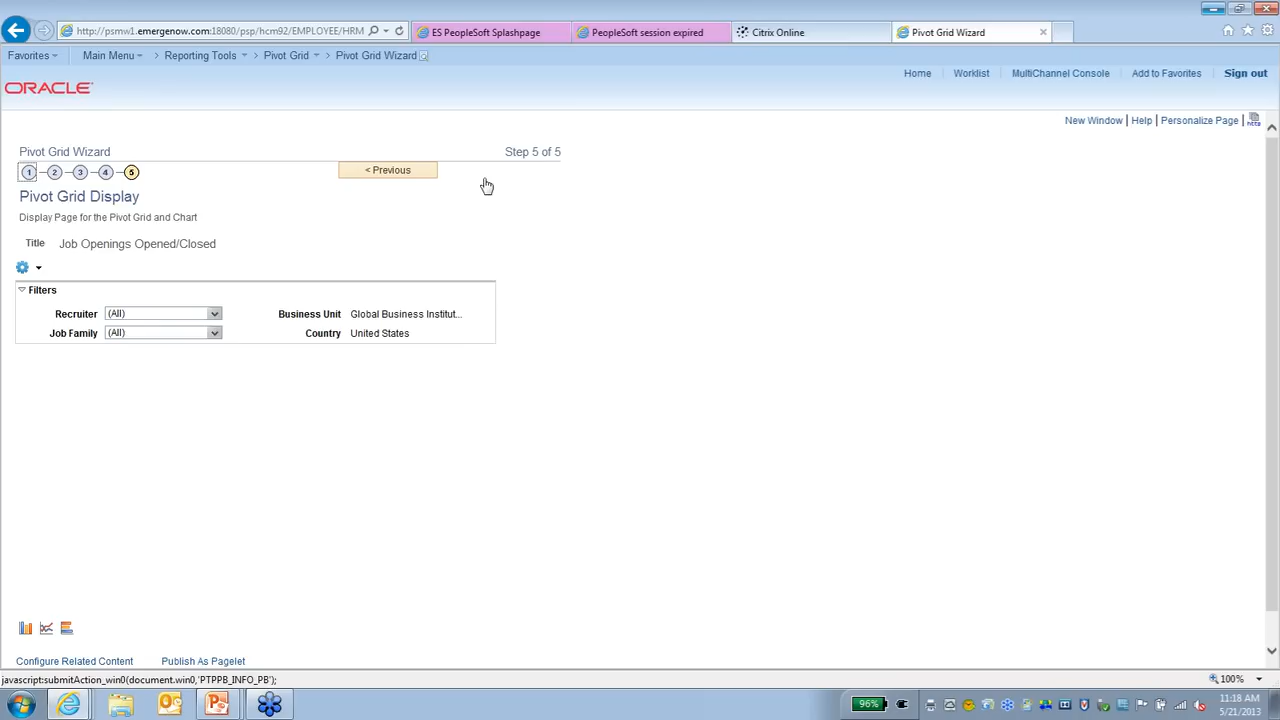 http://psmw1.emergenow.com:18080/psp/hcm92/EMPLOYEE/HRM
ES PeopleSoft Splashpage
PeopleSoft session expired
Citrix Online
Pivot Grid Wizard
Favorites
Main Menu
> Reporting Tools
> Pivot Grid
> Pivot Grid Wizard
Home
Worklist
MultiChannel Console
Add to Favorites
Sign out
ORACLE
New Window | Help | Personalize Page |
http
Pivot Grid Wizard
Step 5 of 5
1 2 3 4 5
< Previous
Pivot Grid Display
Display Page for the Pivot Grid and Chart
Title Job Openings Opened/Closed
Filters
Recruiter (All) Business Unit Global Business Institut...
Job Family (All) Country United States
Configure Related Content
Publish As Pagelet
javascript:submitAction_win0(document.win0,'PTPPB_INFO_PB');
100%
96%
11:18 AM
5/21/2013